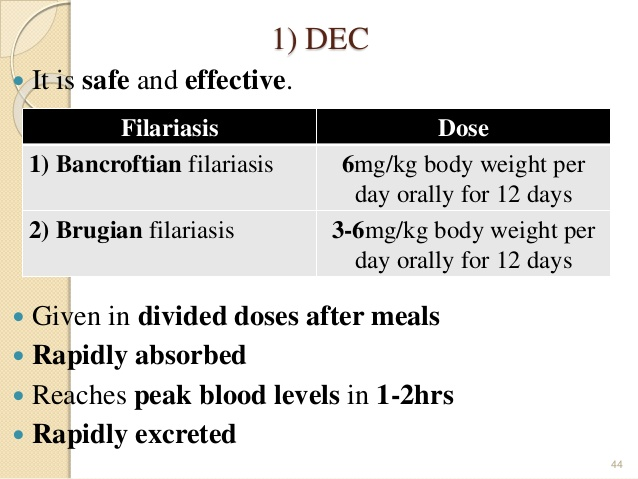 1) DEC
• It is safe and effective.
Filariasis Dose
1) Bancroftian filariasis 6mg/kg body weight per
day orally for 12 days
2) Brugian filariasis 3-6mg/kg body weight per
day orally for 12 days
• Given in divided doses after meals
• Rapidly absorbed
• Reaches peak blood levels in 1-2hrs
• Rapidly excreted
44